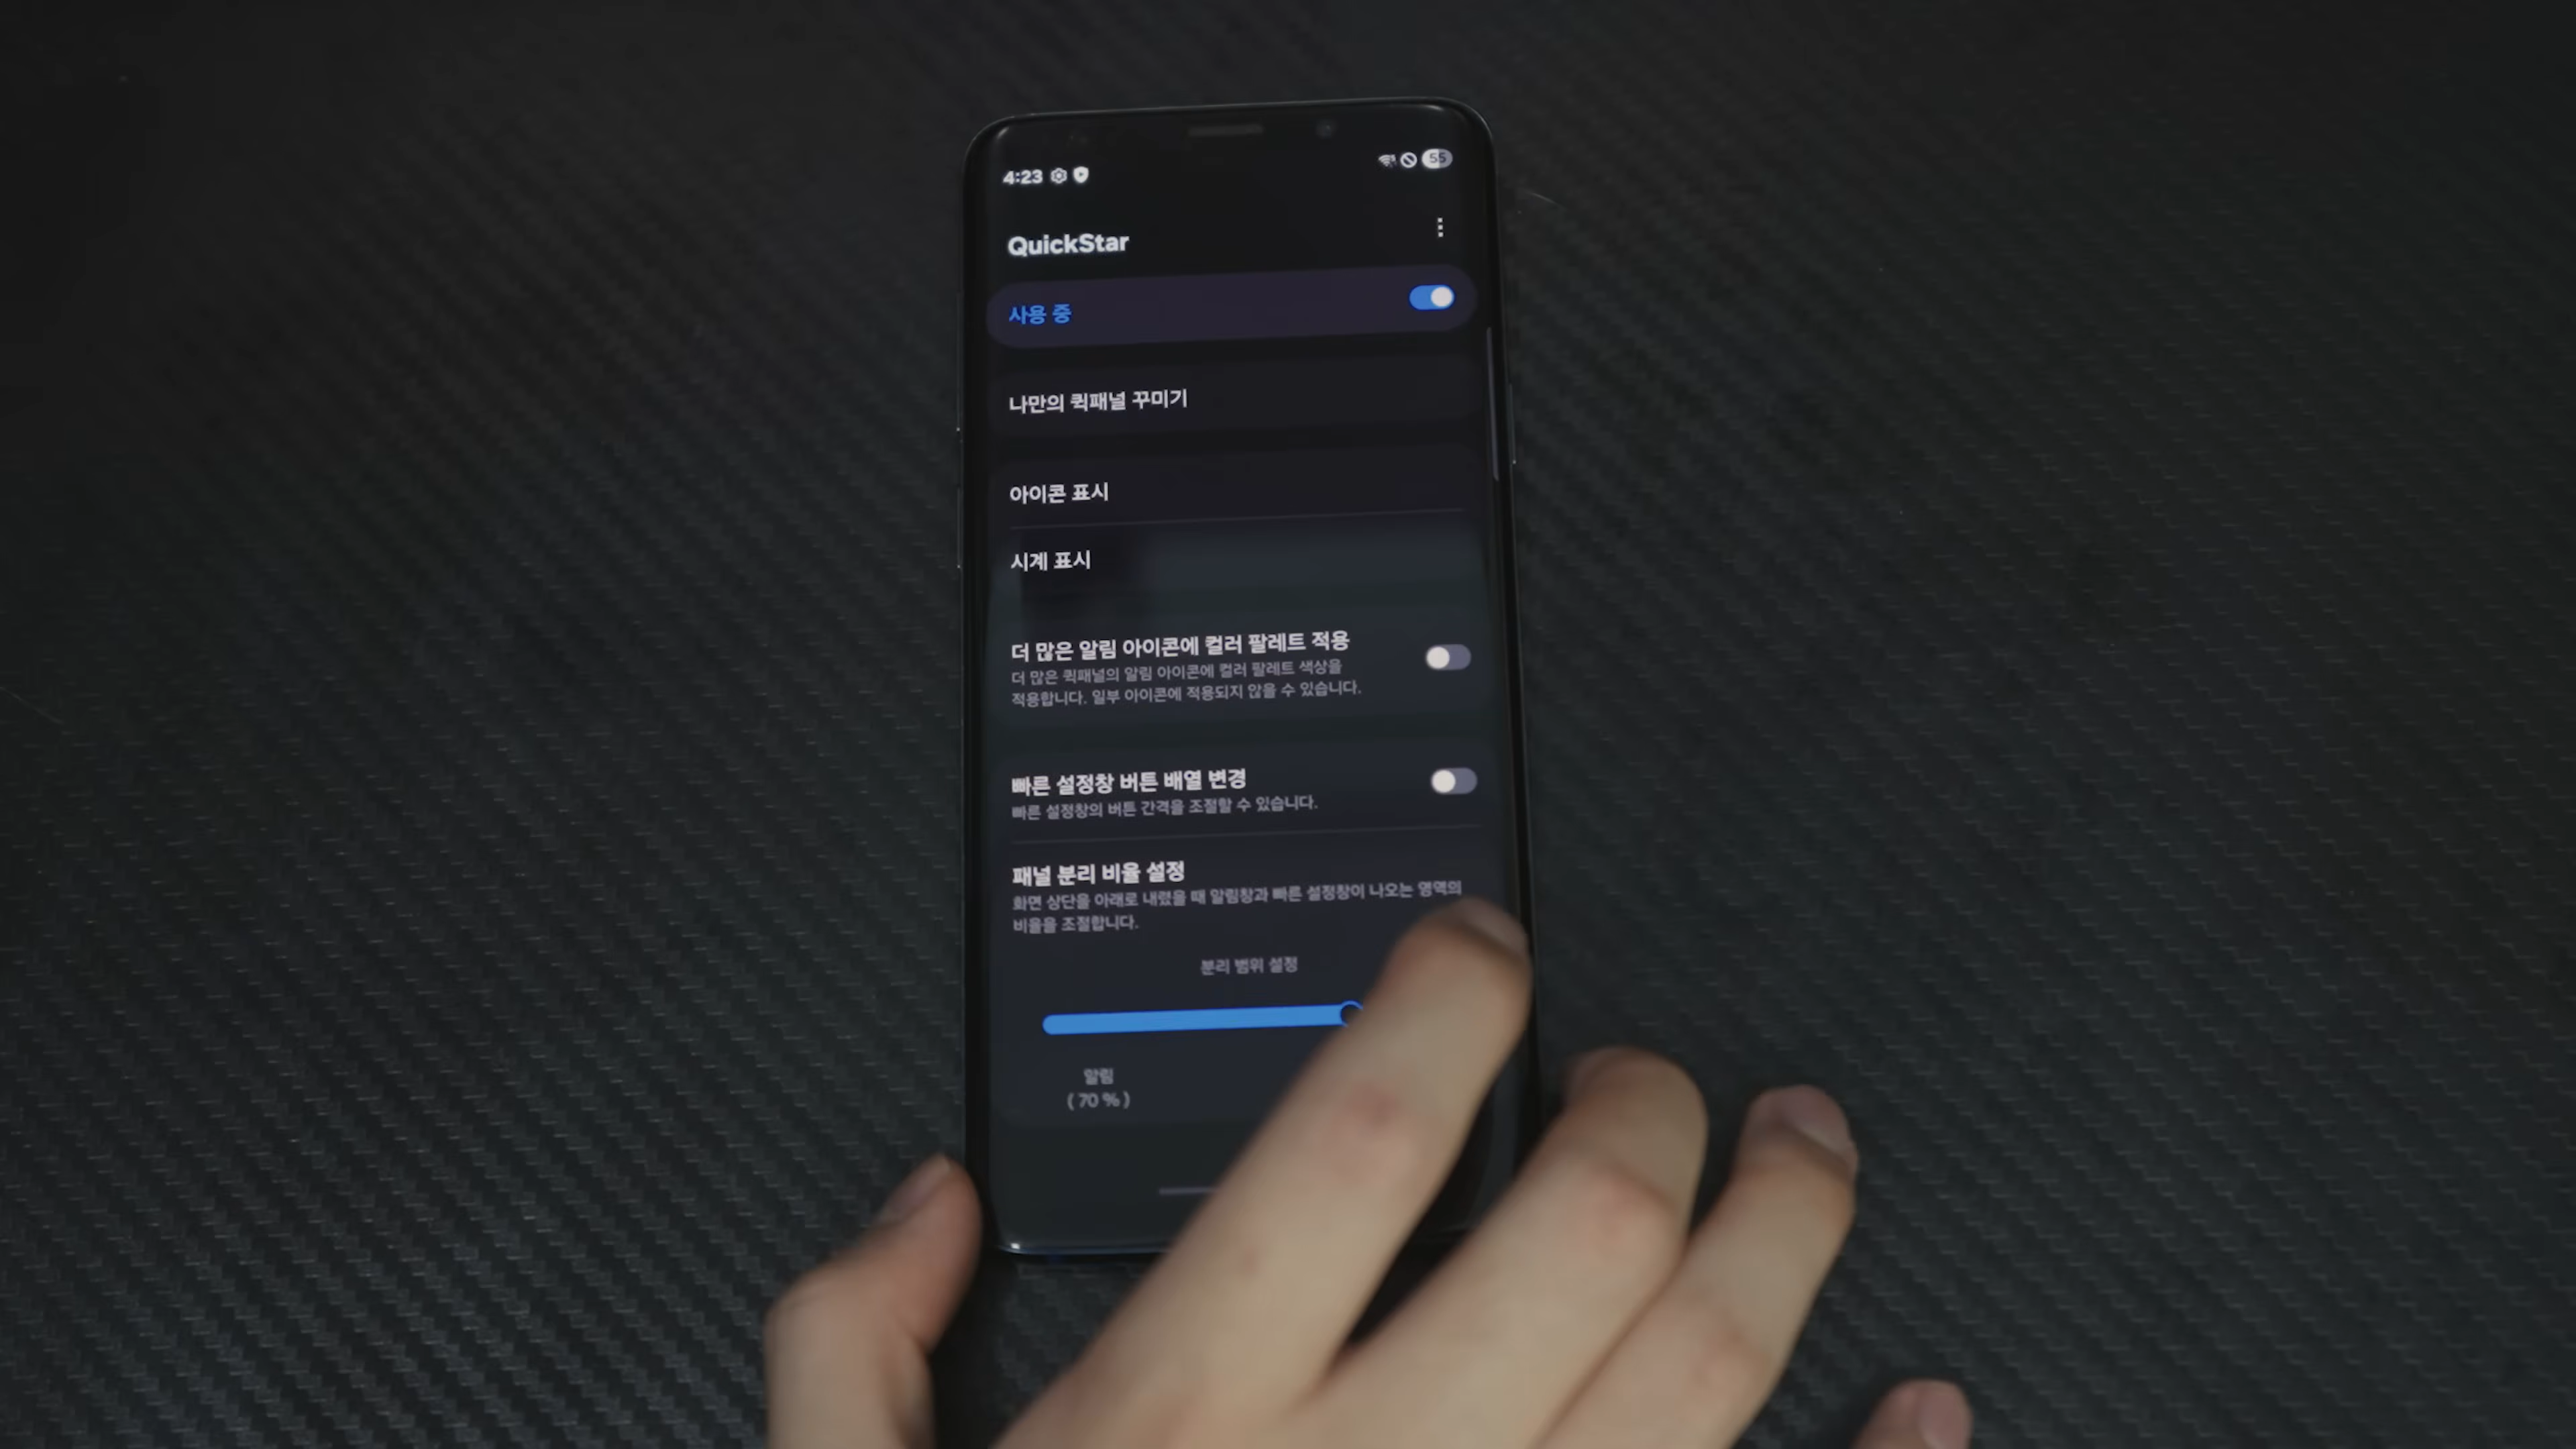 4:23
55
QuickStar
사용 중
나만의 퀵패널 꾸미기
아이콘 표시
시계 표시
더 많은 알림 아이콘에 컬러 팔레트 적용
더 많은 퀵패널의 알림 아이콘에 컬러 팔레트 색상을
적용합니다. 일부 아이콘에 적용되지 않을 수 있습니다.
빠른 설정창 버튼 배열 변경
빠른 설정창의 버튼 간격을 조절할 수 있습니다.
패널 분리 비율 설정
화면 상단을 아래로 내렸을 때 알림창과 빠른 설정창이 나오는 영역의
비율을 조절합니다.
분리 범위 설정
알림
( 70 % )